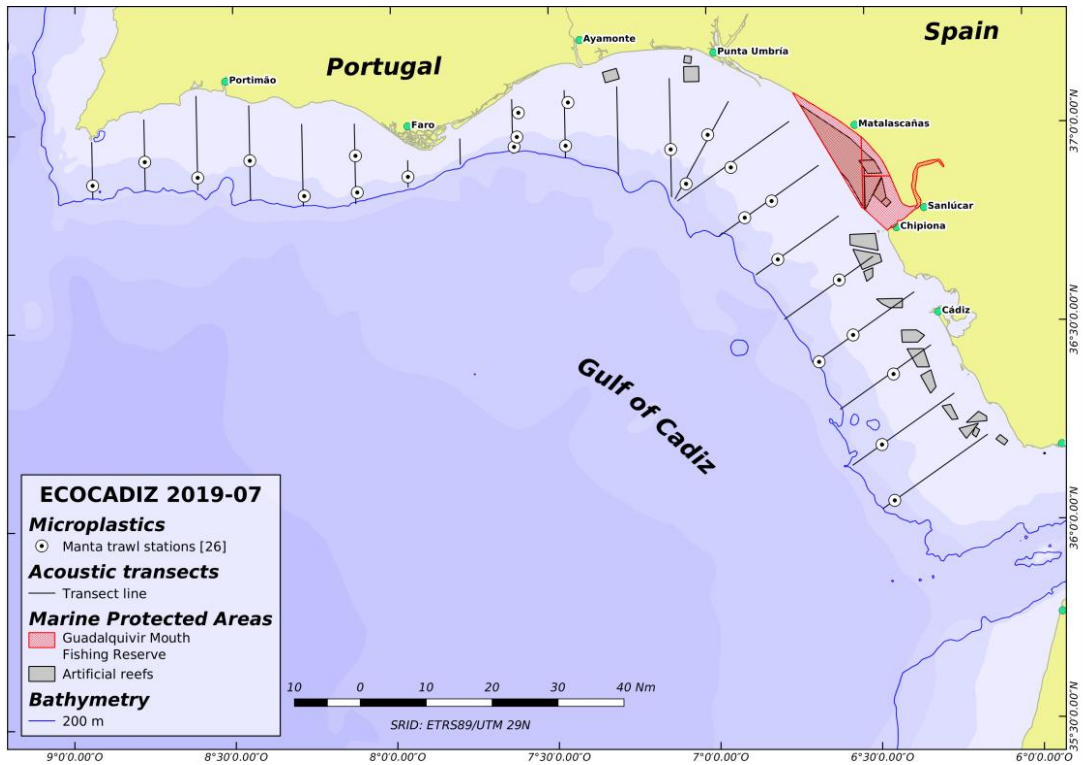 Spain
Portugal
Ayamonte
Punta Umbría
Portimão
Faro
Matalascañas
Sanlúcar
Chipiona
Cádiz
Gulf of Cadiz
37°0'0.00"N
36°30'0.00"N
36°0'0.00"N
35°30'0.00"N
ECOCADIZ 2019-07
Microplastics
Manta trawl stations [26]
Acoustic transects
Transect line
Marine Protected Areas
Guadalquivir Mouth
Fishing Reserve
Artificial reefs
Bathymetry
200 m
10 0 10 20 30 40 Nm
SRID: ETRS89/UTM 29N
9°0'0.00"O 8°30'0.00"O 8°0'0.00"O 7°30'0.00"O 7°0'0.00"O 6°30'0.00"O 6°0'0.00"O